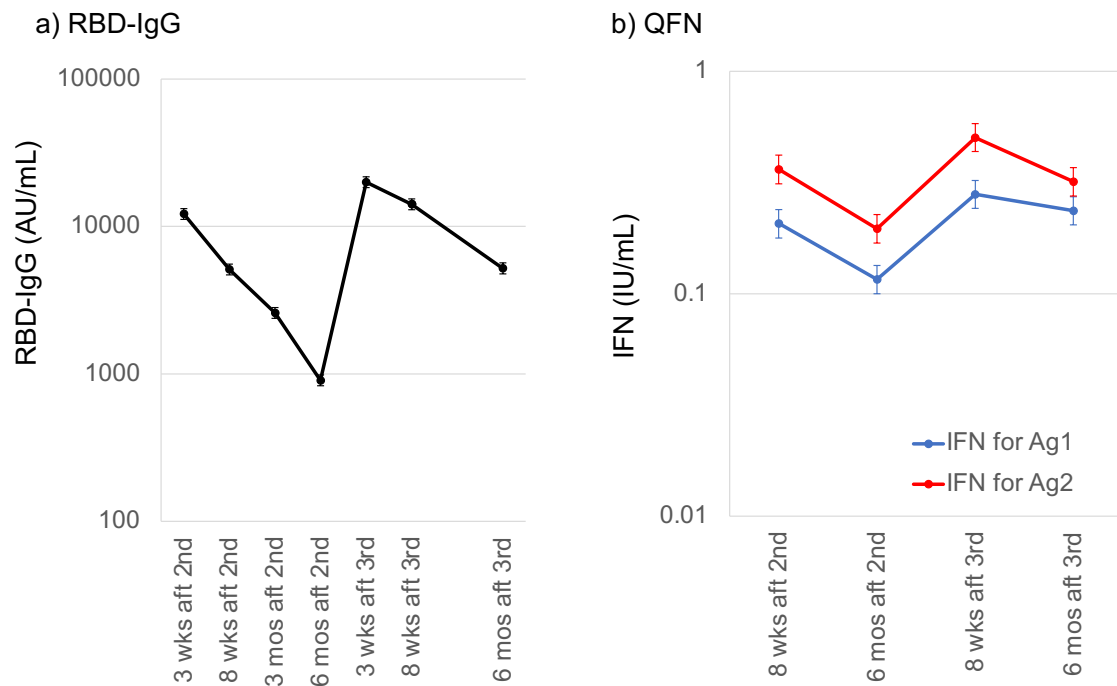 a) RBD-IgG
RBD-IgG (AU/mL)
100000
10000
1000
100
3 wks aft 2nd
8 wks aft 2nd
3 mos aft 2nd
6 mos aft 2nd
3 wks aft 3rd
8 wks aft 3rd
6 mos aft 3rd
b) QFN
IFN (IU/mL)
1
0.1
0.01
IFN for Ag1
IFN for Ag2
8 wks aft 2nd
6 mos aft 2nd
8 wks aft 3rd
6 mos aft 3rd